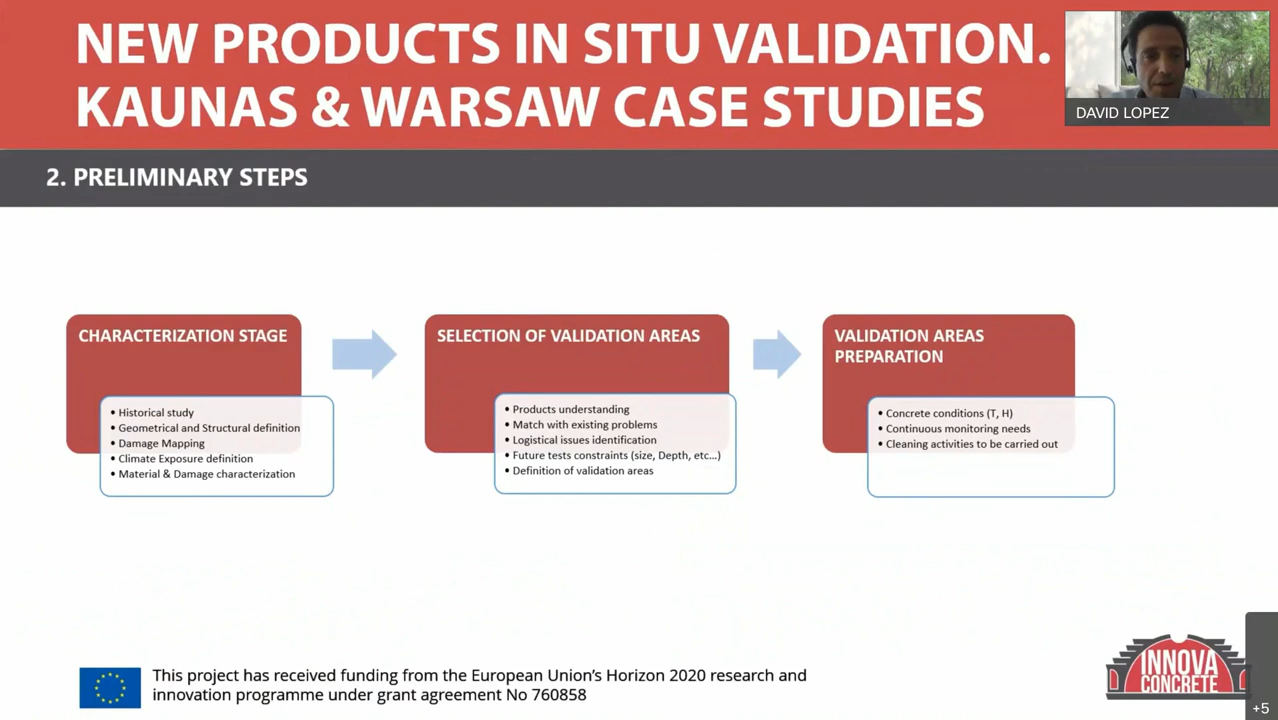 NEW PRODUCTS IN SITU VALIDATION.
KAUNAS & WARSAW CASE STUDIES
DAVID LOPEZ
2. PRELIMINARY STEPS
CHARACTERIZATION STAGE
• Historical study
• Geometrical and Structural definition
• Damage Mapping
• Climate Exposure definition
• Material & Damage characterization
SELECTION OF VALIDATION AREAS
• Products understanding
• Match with existing problems
• Logistical issues identification
• Future tests constraints (size, Depth, etc...)
• Definition of validation areas
VALIDATION AREAS
PREPARATION
• Concrete conditions (T, H)
• Continuous monitoring needs
• Cleaning activities to be carried out
This project has received funding from the European Union’s Horizon 2020 research and
innovation programme under grant agreement No 760858
INNOVA
CONCRETE
+5